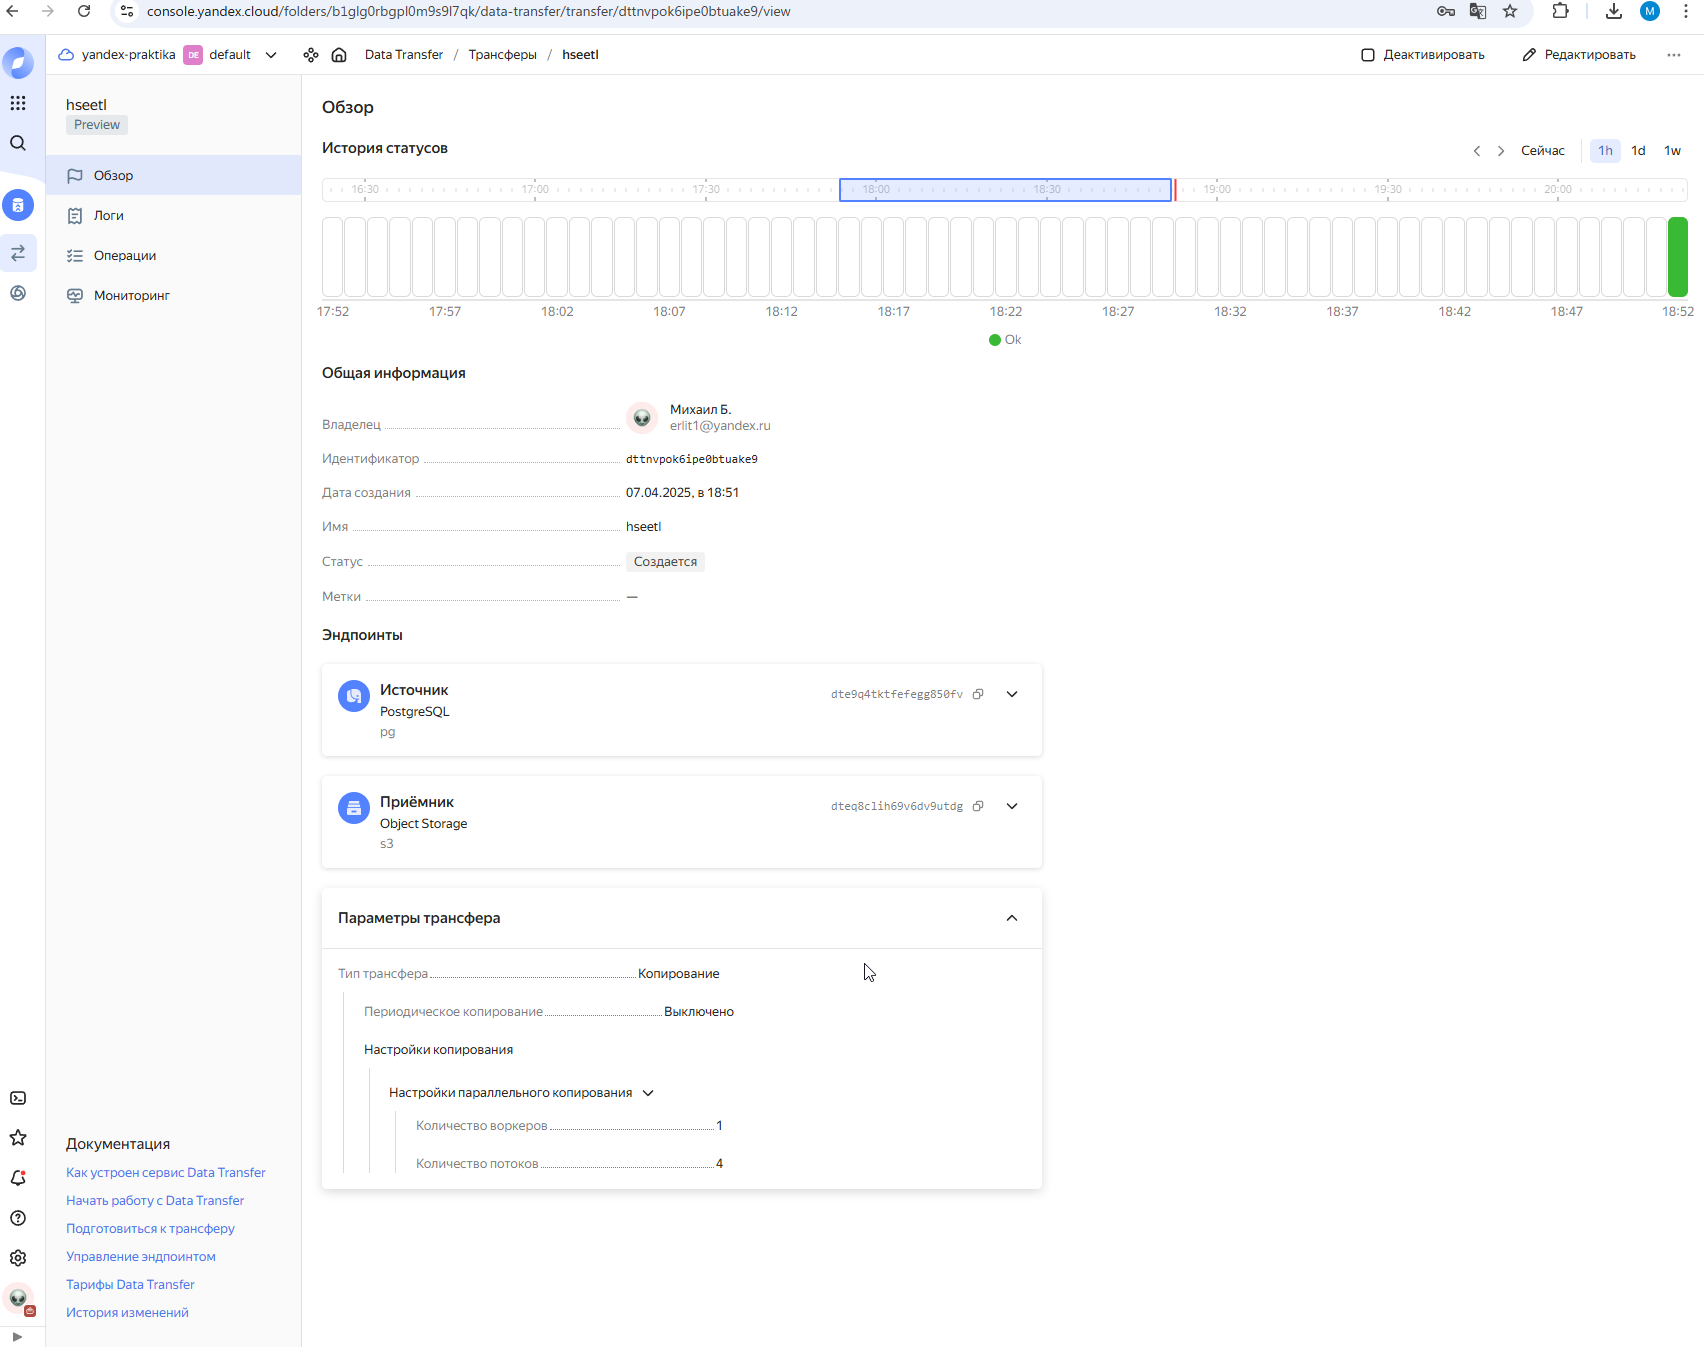 console.yandex.cloud/folders/b1glg0rbgpl0m9s9l7qk/data-transfer/transfer/dttnvpok6ipe0btuake9/view
M
yandex-praktika DE default Data Transfer / Трансферы / hseetl Деактивировать Редактировать
hseetl
Preview
Обзор
Логи
Операции
Мониторинг
Обзор
История статусов
Сейчас 1h 1d 1w
16:30 17:00 17:30 18:00 18:30 19:00 19:30 20:00
17:52 17:57 18:02 18:07 18:12 18:17 18:22 18:27 18:32 18:37 18:42 18:47 18:52
Ok
Общая информация
Владелец Михаил Б.
erlit1@yandex.ru
Идентификатор dttnvpok6ipe0btuake9
Дата создания 07.04.2025, в 18:51
Имя hseetl
Статус Создается
Метки —
Эндпоинты
Источник dte9q4tktfefegg850fv
PostgreSQL
pg
Приёмник dteq8clih69v6dv9utdg
Object Storage
s3
Параметры трансфера
Тип трансфера Копирование
Периодическое копирование Выключено
Настройки копирования
Настройки параллельного копирования
Количество воркеров 1
Количество потоков 4
Документация
Как устроен сервис Data Transfer
Начать работу с Data Transfer
Подготовиться к трансферу
Управление эндпоинтом
Тарифы Data Transfer
История изменений